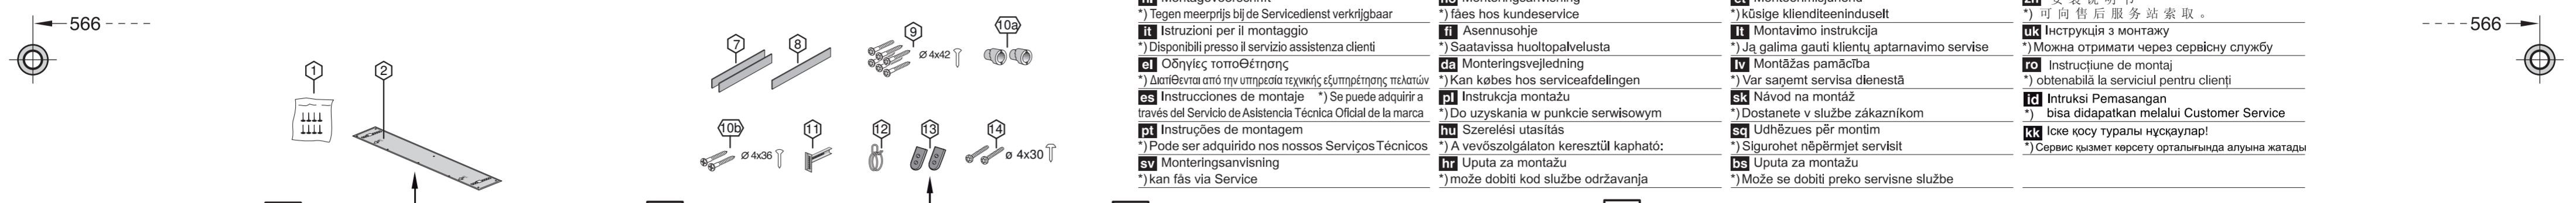 566
1
2
7
8
9
Ø 4x42
10a
10b
Ø 4x36
11
12
13
14
ø 4x30
*) Tegen meerprijs bij de Servicedienst verkrijgbaar
it Istruzioni per il montaggio
*) Disponibili presso il servizio assistenza clienti
el Οδηγίες τοποθέτησης
*) Διατίθενται από την υπηρεσία τεχνικής εξυπηρέτησης πελατών
es Instrucciones de montaje *) Se puede adquirir a
través del Servicio de Asistencia Técnica Oficial de la marca
pt Instruções de montagem
*) Pode ser adquirido nos nossos Serviços Técnicos
sv Monteringsanvisning
*) kan fås via Service
*) fåes hos kundeservice
fi Asennusohje
*) Saatavissa huoltopalvelusta
da Monteringsvejledning
*) Kan købes hos serviceafdelingen
pl Instrukcja montażu
*) Do uzyskania w punkcie serwisowym
hu Szerelési utasítás
*) A vevőszolgálaton keresztül kapható:
hr Uputa za montažu
*) može dobiti kod službe održavanja
*) küsige klienditeeninduselt
lt Montavimo instrukcija
*) Ją galima gauti klientų aptarnavimo servise
lv Montāžas pamācība
*) Var saņemt servisa dienestā
sk Návod na montáž
*) Dostanete v službe zákazníkom
sq Udhëzues për montim
*) Sigurohet nëpërmjet servisit
bs Uputa za montažu
*) Može se dobiti preko servisne službe
*) 可向售后服务站索取。
uk Інструкція з монтажу
*) Можна отримати через сервісну службу
ro Instrucțiune de montaj
*) obtenabilă la serviciul pentru clienți
id Intruksi Pemasangan
*) bisa didapatkan melalui Customer Service
kk Іске қосу туралы нұсқаулар!
*) Сервис қызмет көрсету орталығында алуына жатады
566